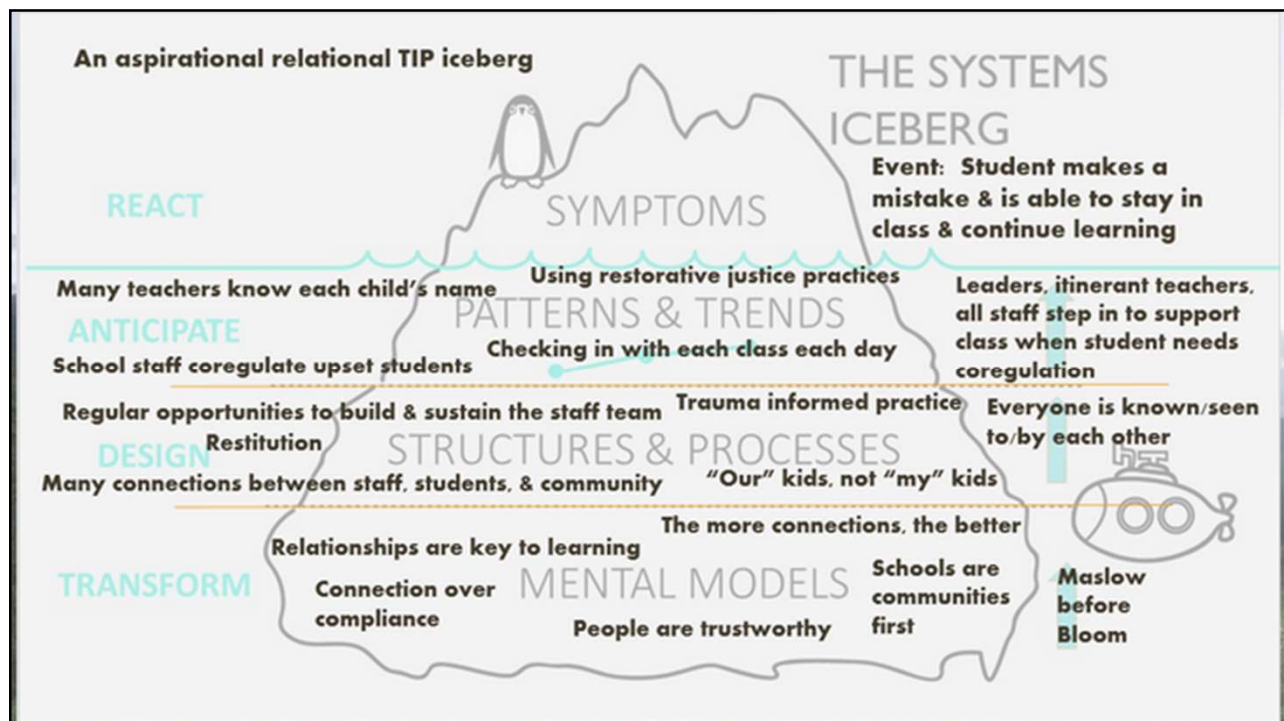 An aspirational relational TIP iceberg
THE SYSTEMS
ICEBERG
Event: Student makes a
mistake & is able to stay in
class & continue learning
REACT
SYMPTOMS
Many teachers know each child's name
Using restorative justice practices
Leaders, itinerant teachers,
all staff step in to support
class when student needs
coregulation
ANTICIPATE
PATTERNS & TRENDS
Checking in with each class each day
School staff coregulate upset students
Regular opportunities to build & sustain the staff team
Trauma informed practice
Everyone is known/seen
to/by each other
Restitution
DESIGN
STRUCTURES & PROCESSES
Many connections between staff, students, & community
"Our" kids, not "my" kids
The more connections, the better
Relationships are key to learning
TRANSFORM
Connection over
compliance
MENTAL MODELS
People are trustworthy
Schools are
communities
first
Maslow
before
Bloom